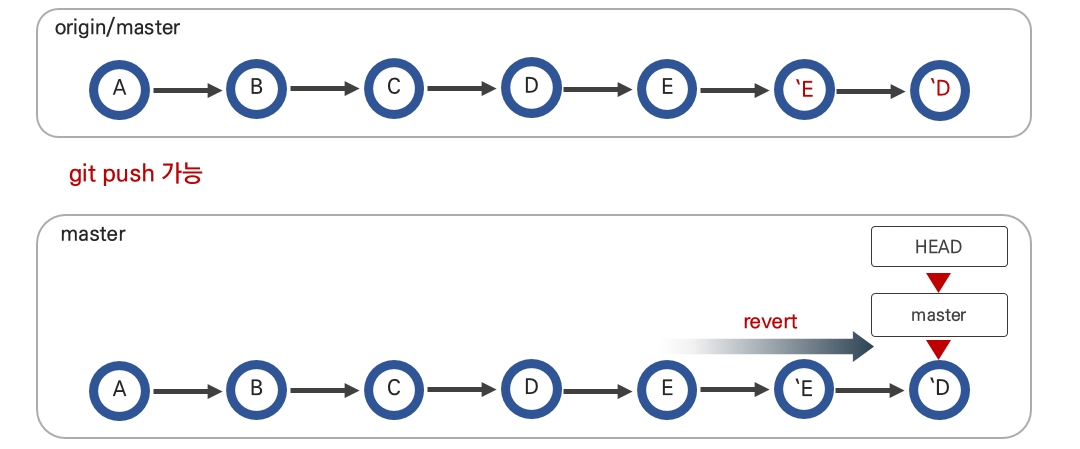 origin/master
A B C D E `E `D
git push 가능
master
HEAD
master
revert
A B C D E `E `D